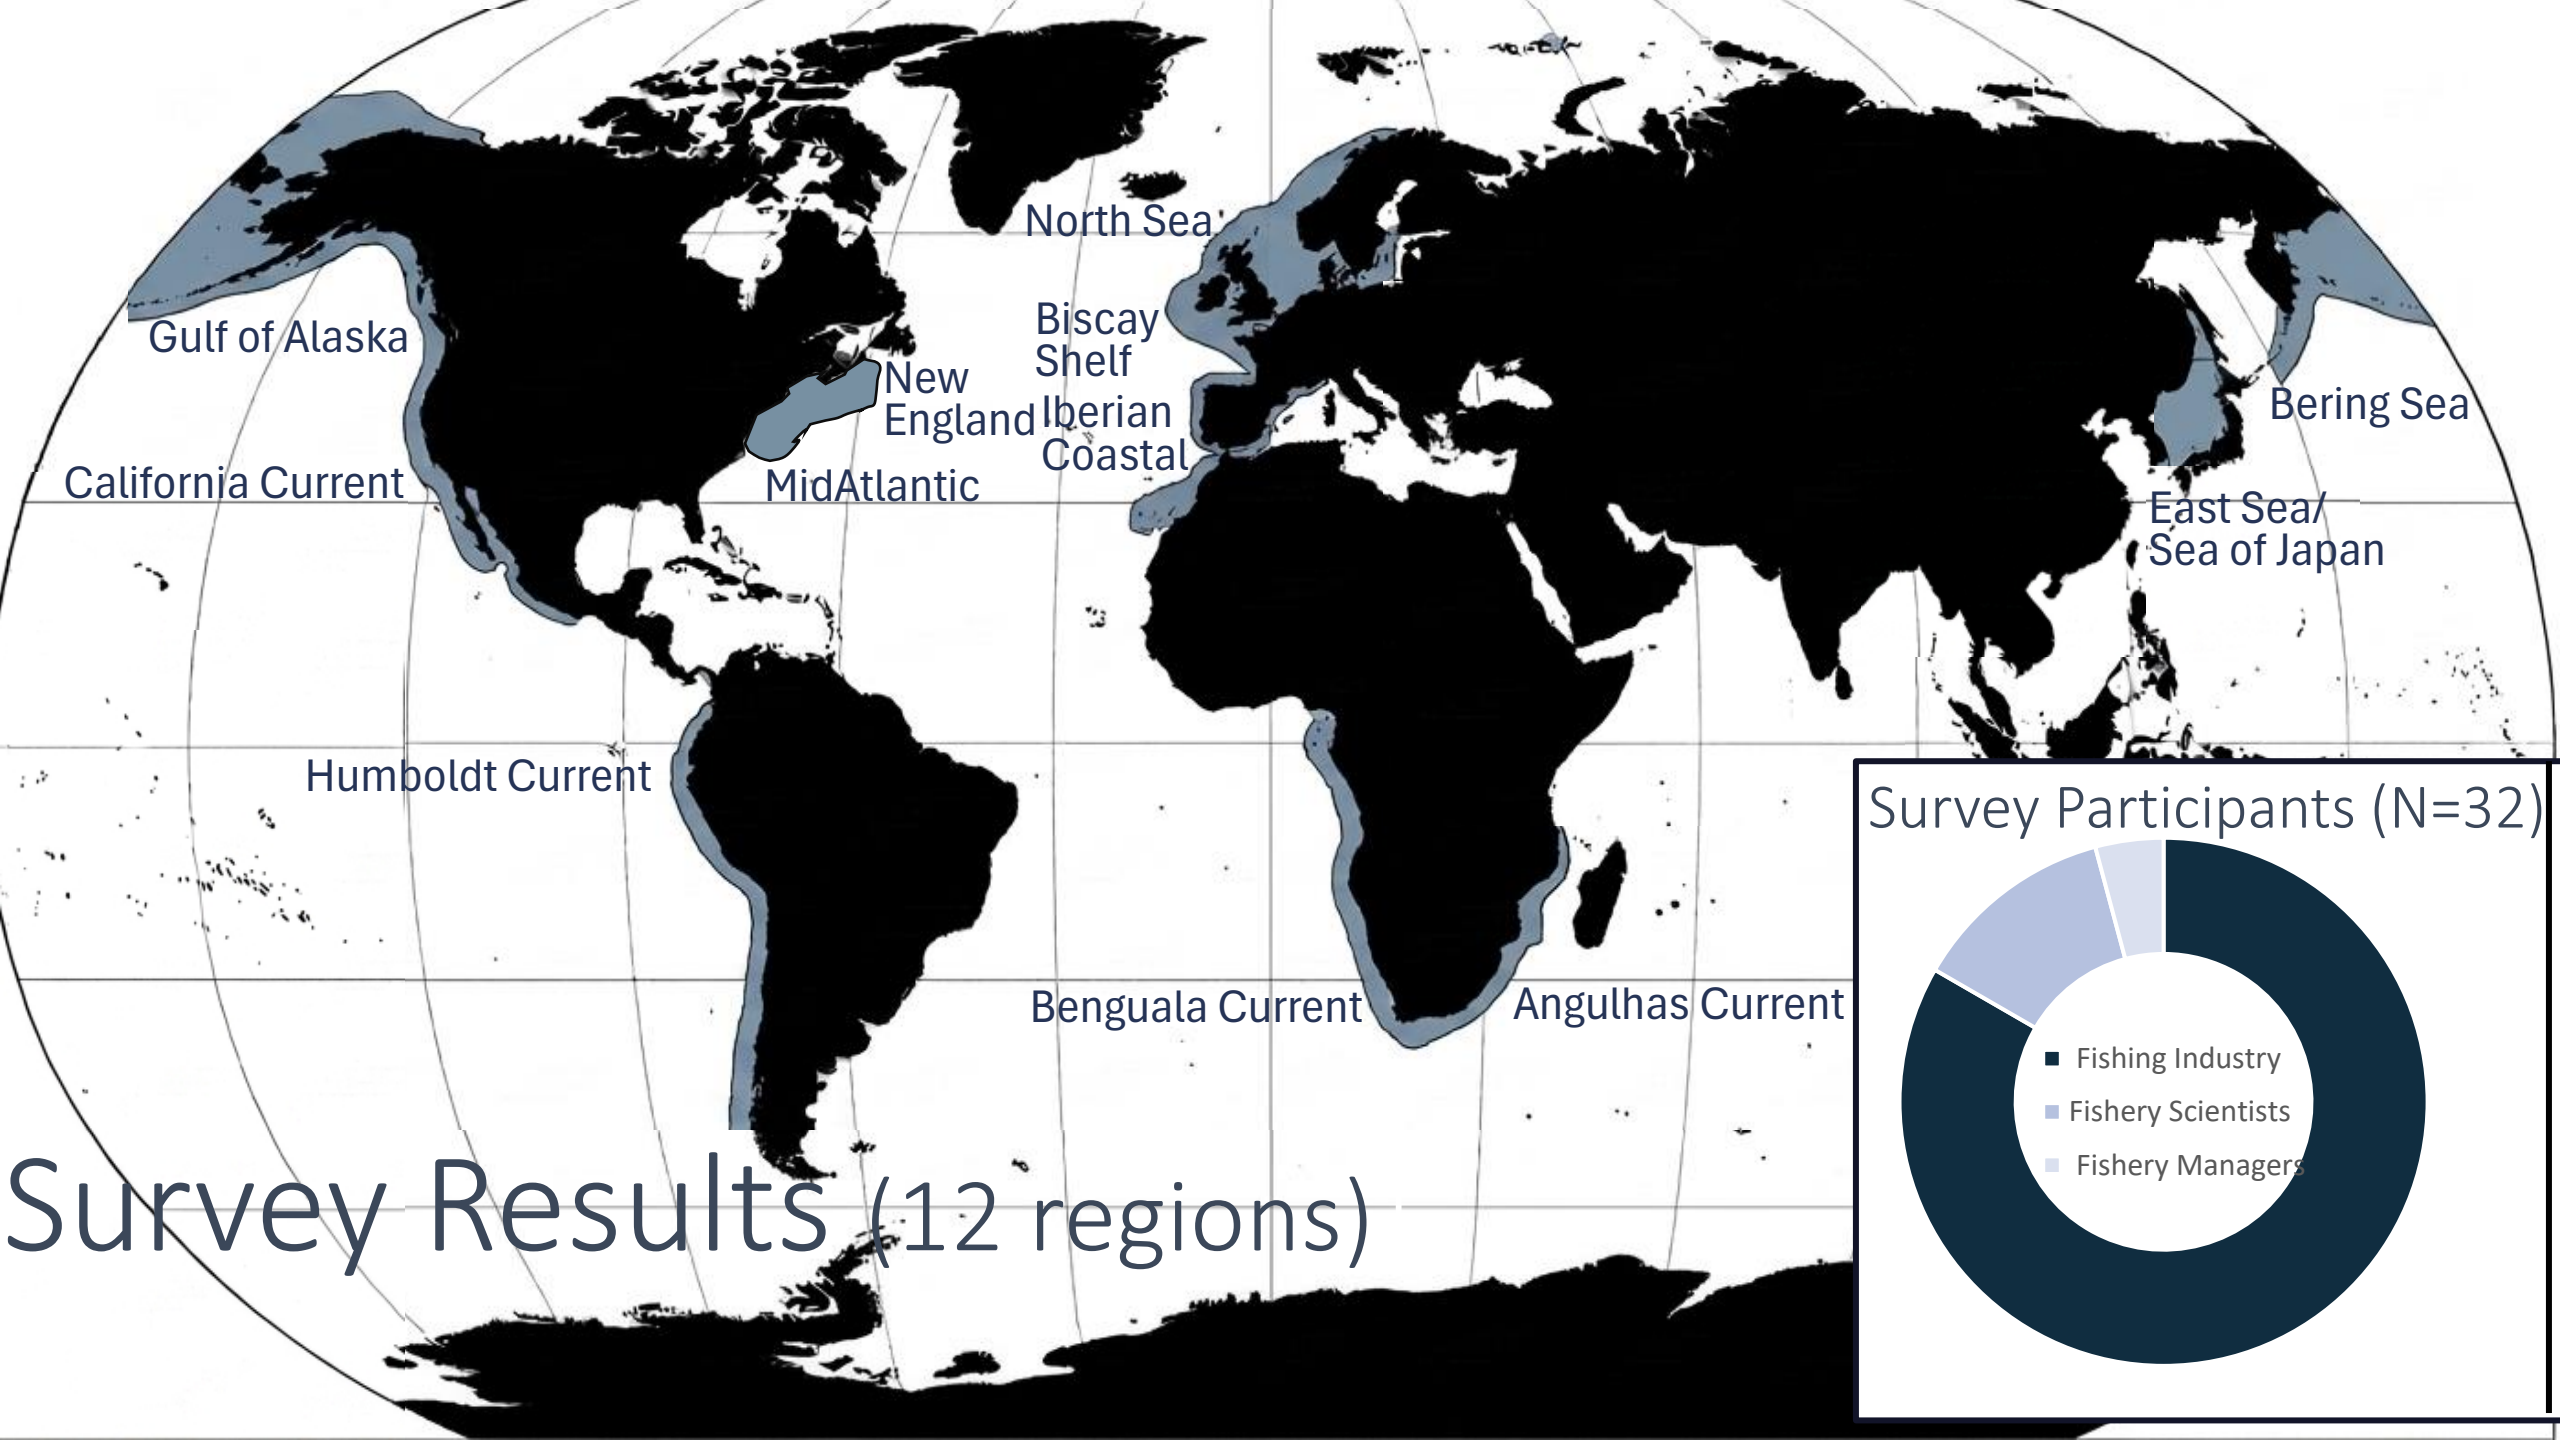 North Sea
Gulf of Alaska
Biscay
Shelf
New
England
Iberian
Coastal
Bering Sea
California Current
MidAtlantic
East Sea/
Sea of Japan
Humboldt Current
Benguala Current
Angulhas Current
Survey Results (12 regions)
Survey Participants (N=32)
Fishing Industry
Fishery Scientists
Fishery Managers